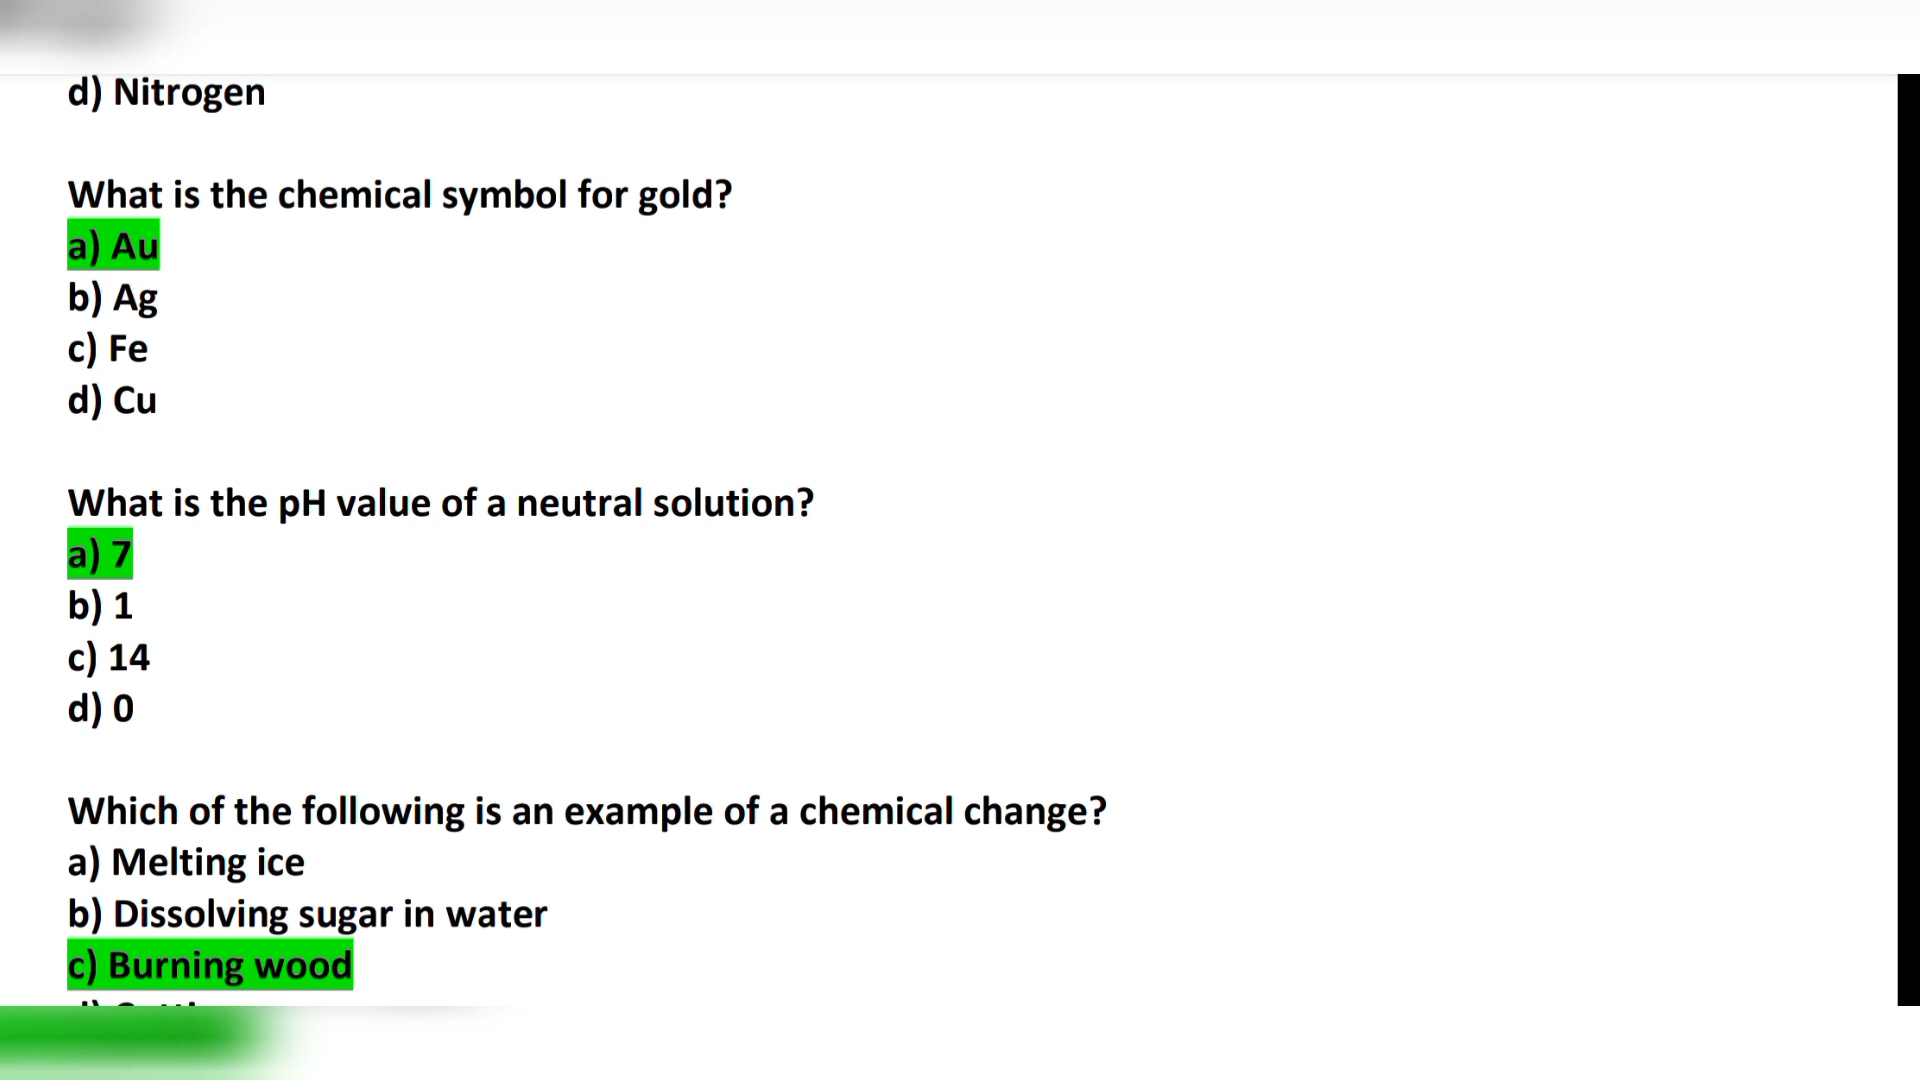 d) Nitrogen
What is the chemical symbol for gold?
a) Au
b) Ag
c) Fe
d) Cu
What is the pH value of a neutral solution?
a) 7
b) 1
c) 14
d) 0
Which of the following is an example of a chemical change?
a) Melting ice
b) Dissolving sugar in water
c) Burning wood